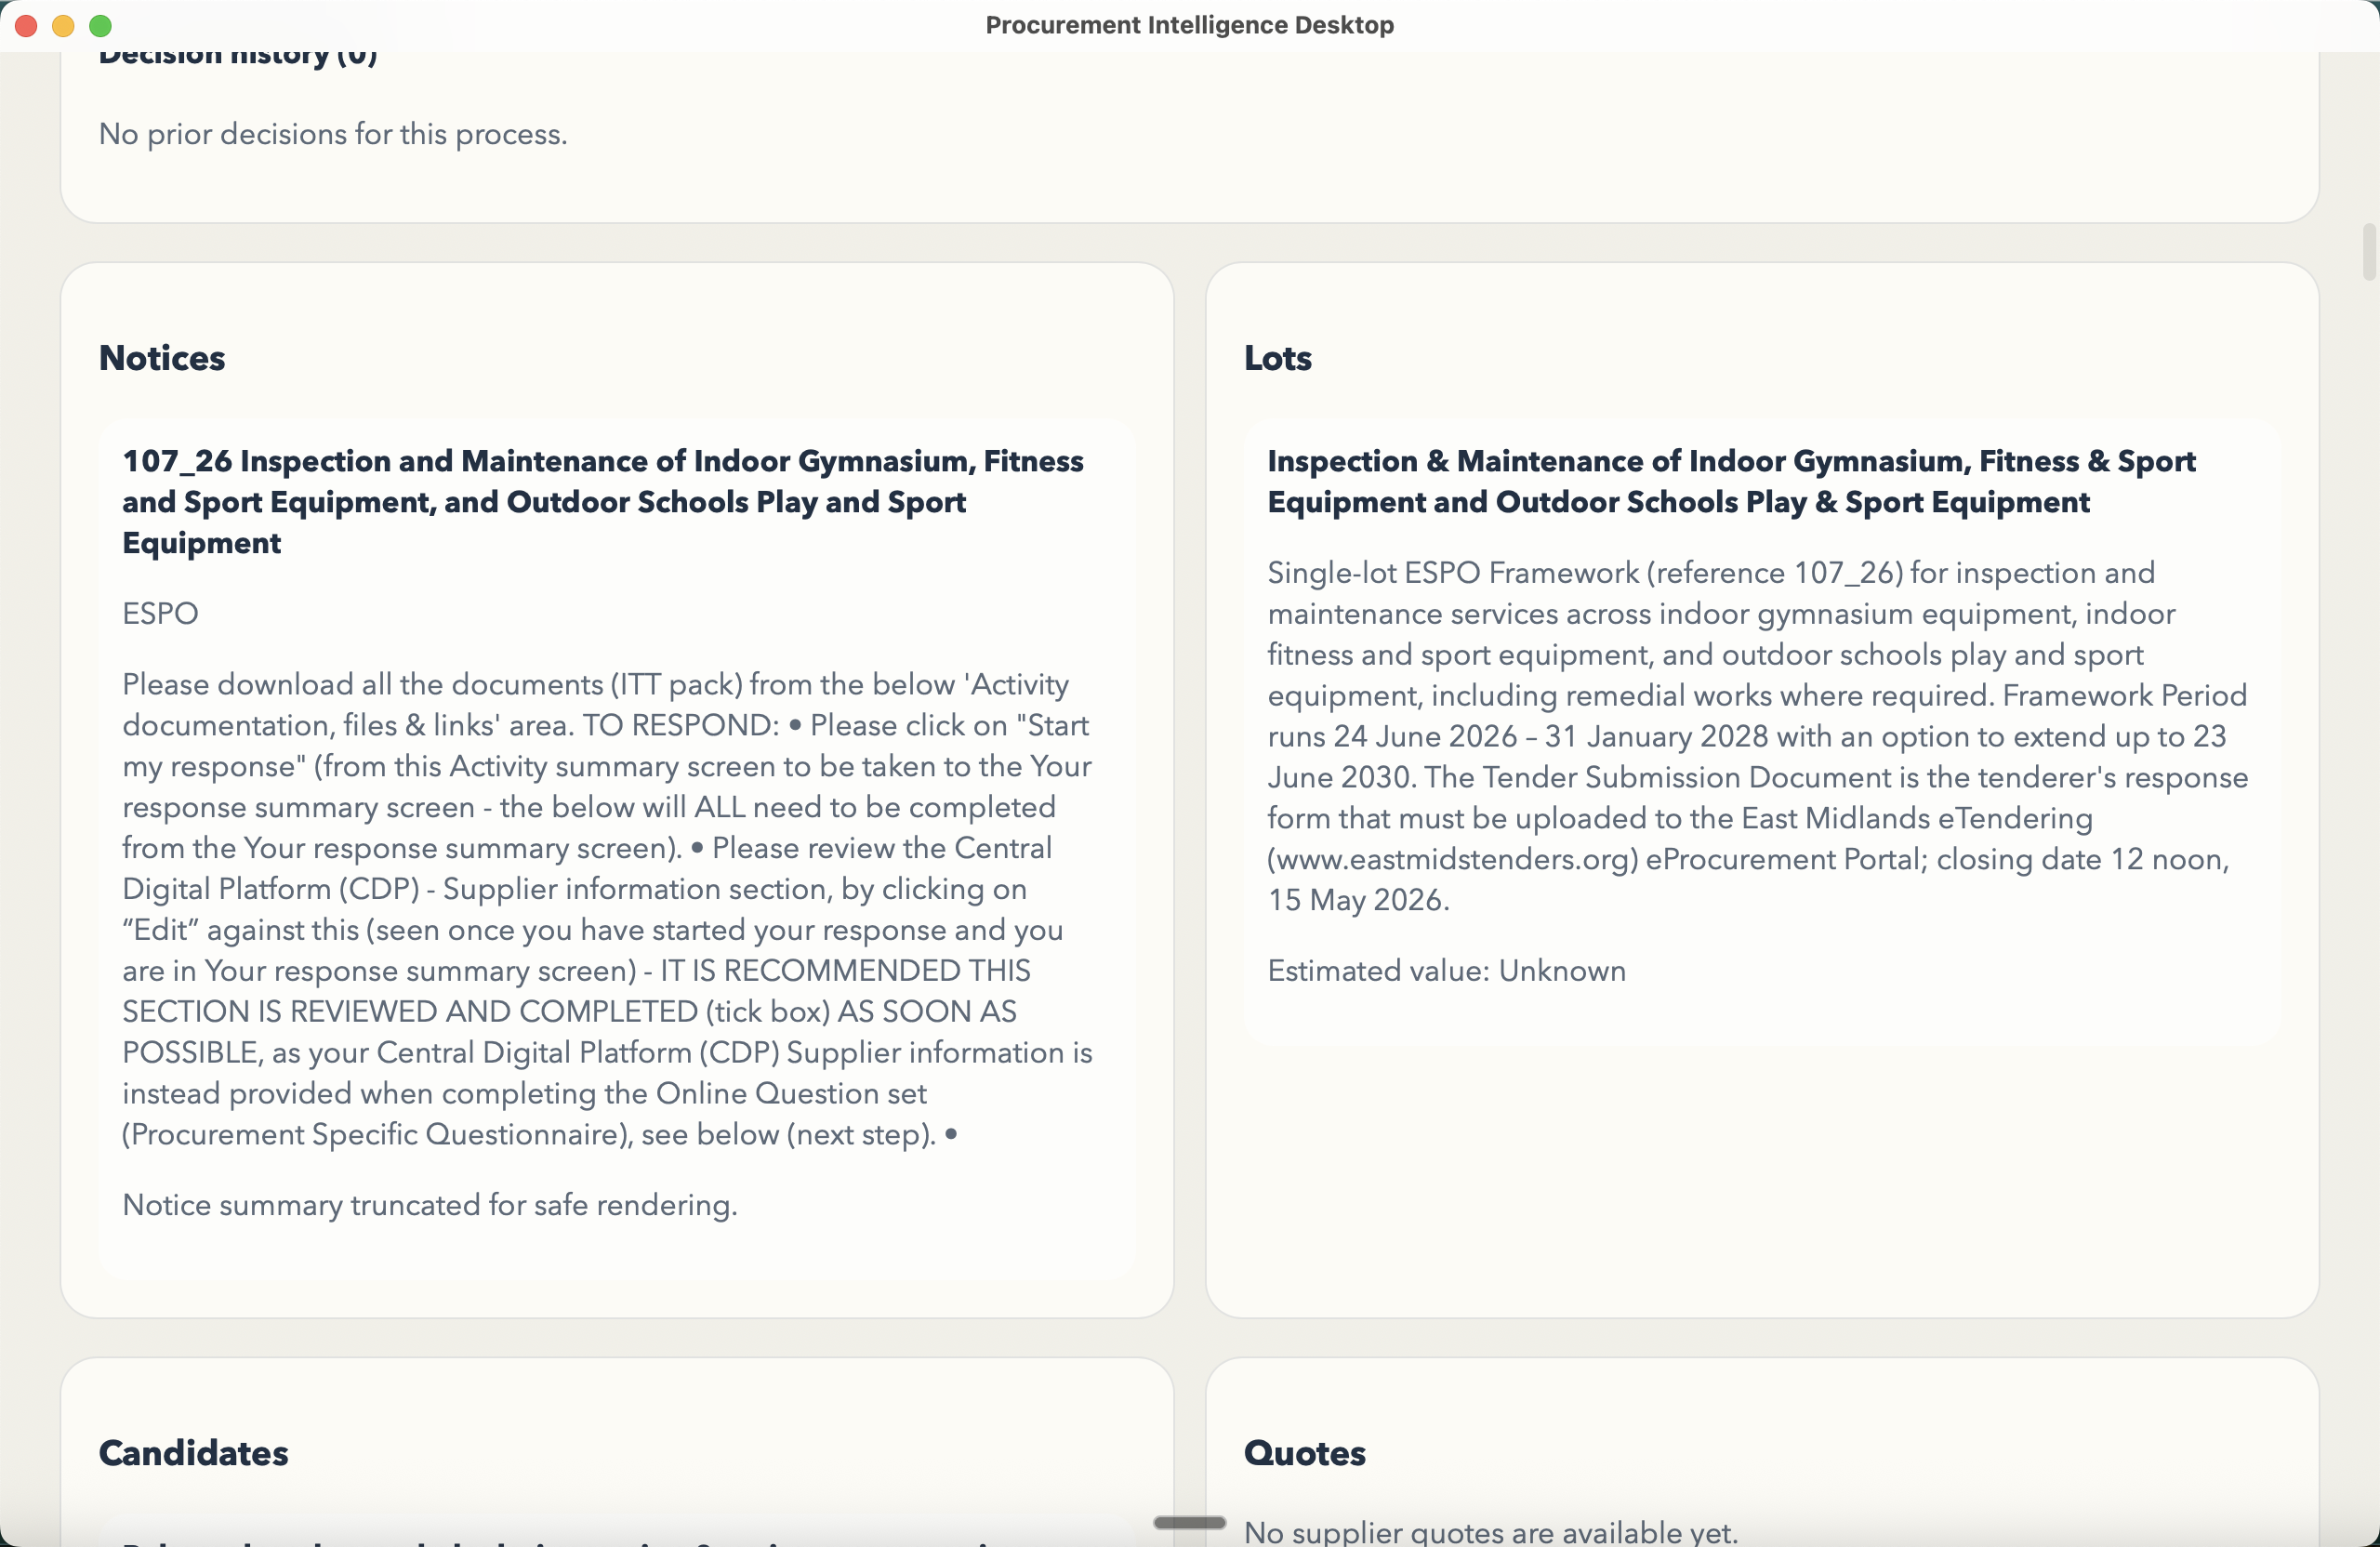 Procurement Intelligence Desktop
Decision history (0)
No prior decisions for this process.
Notices
107_26 Inspection and Maintenance of Indoor Gymnasium, Fitness
and Sport Equipment, and Outdoor Schools Play and Sport
Equipment
ESPO
Please download all the documents (ITT pack) from the below 'Activity
documentation, files & links' area. TO RESPOND: • Please click on "Start
my response" (from this Activity summary screen to be taken to the Your
response summary screen - the below will ALL need to be completed
from the Your response summary screen). • Please review the Central
Digital Platform (CDP) - Supplier information section, by clicking on
“Edit” against this (seen once you have started your response and you
are in Your response summary screen) - IT IS RECOMMENDED THIS
SECTION IS REVIEWED AND COMPLETED (tick box) AS SOON AS
POSSIBLE, as your Central Digital Platform (CDP) Supplier information is
instead provided when completing the Online Question set
(Procurement Specific Questionnaire), see below (next step). •
Notice summary truncated for safe rendering.
Lots
Inspection & Maintenance of Indoor Gymnasium, Fitness & Sport
Equipment and Outdoor Schools Play & Sport Equipment
Single-lot ESPO Framework (reference 107_26) for inspection and
maintenance services across indoor gymnasium equipment, indoor
fitness and sport equipment, and outdoor schools play and sport
equipment, including remedial works where required. Framework Period
runs 24 June 2026 – 31 January 2028 with an option to extend up to 23
June 2030. The Tender Submission Document is the tenderer's response
form that must be uploaded to the East Midlands eTendering
(www.eastmidstenders.org) eProcurement Portal; closing date 12 noon,
15 May 2026.
Estimated value: Unknown
Candidates
Quotes
No supplier quotes are available yet.